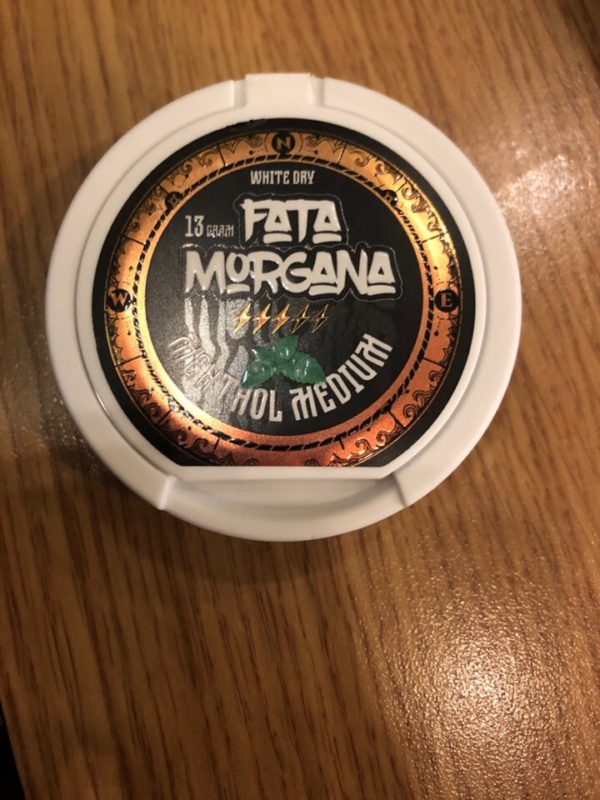 N
WHITE DRY
13 GRAM
FATA
MORGANA
W
E
MENTHOL MEDIUM